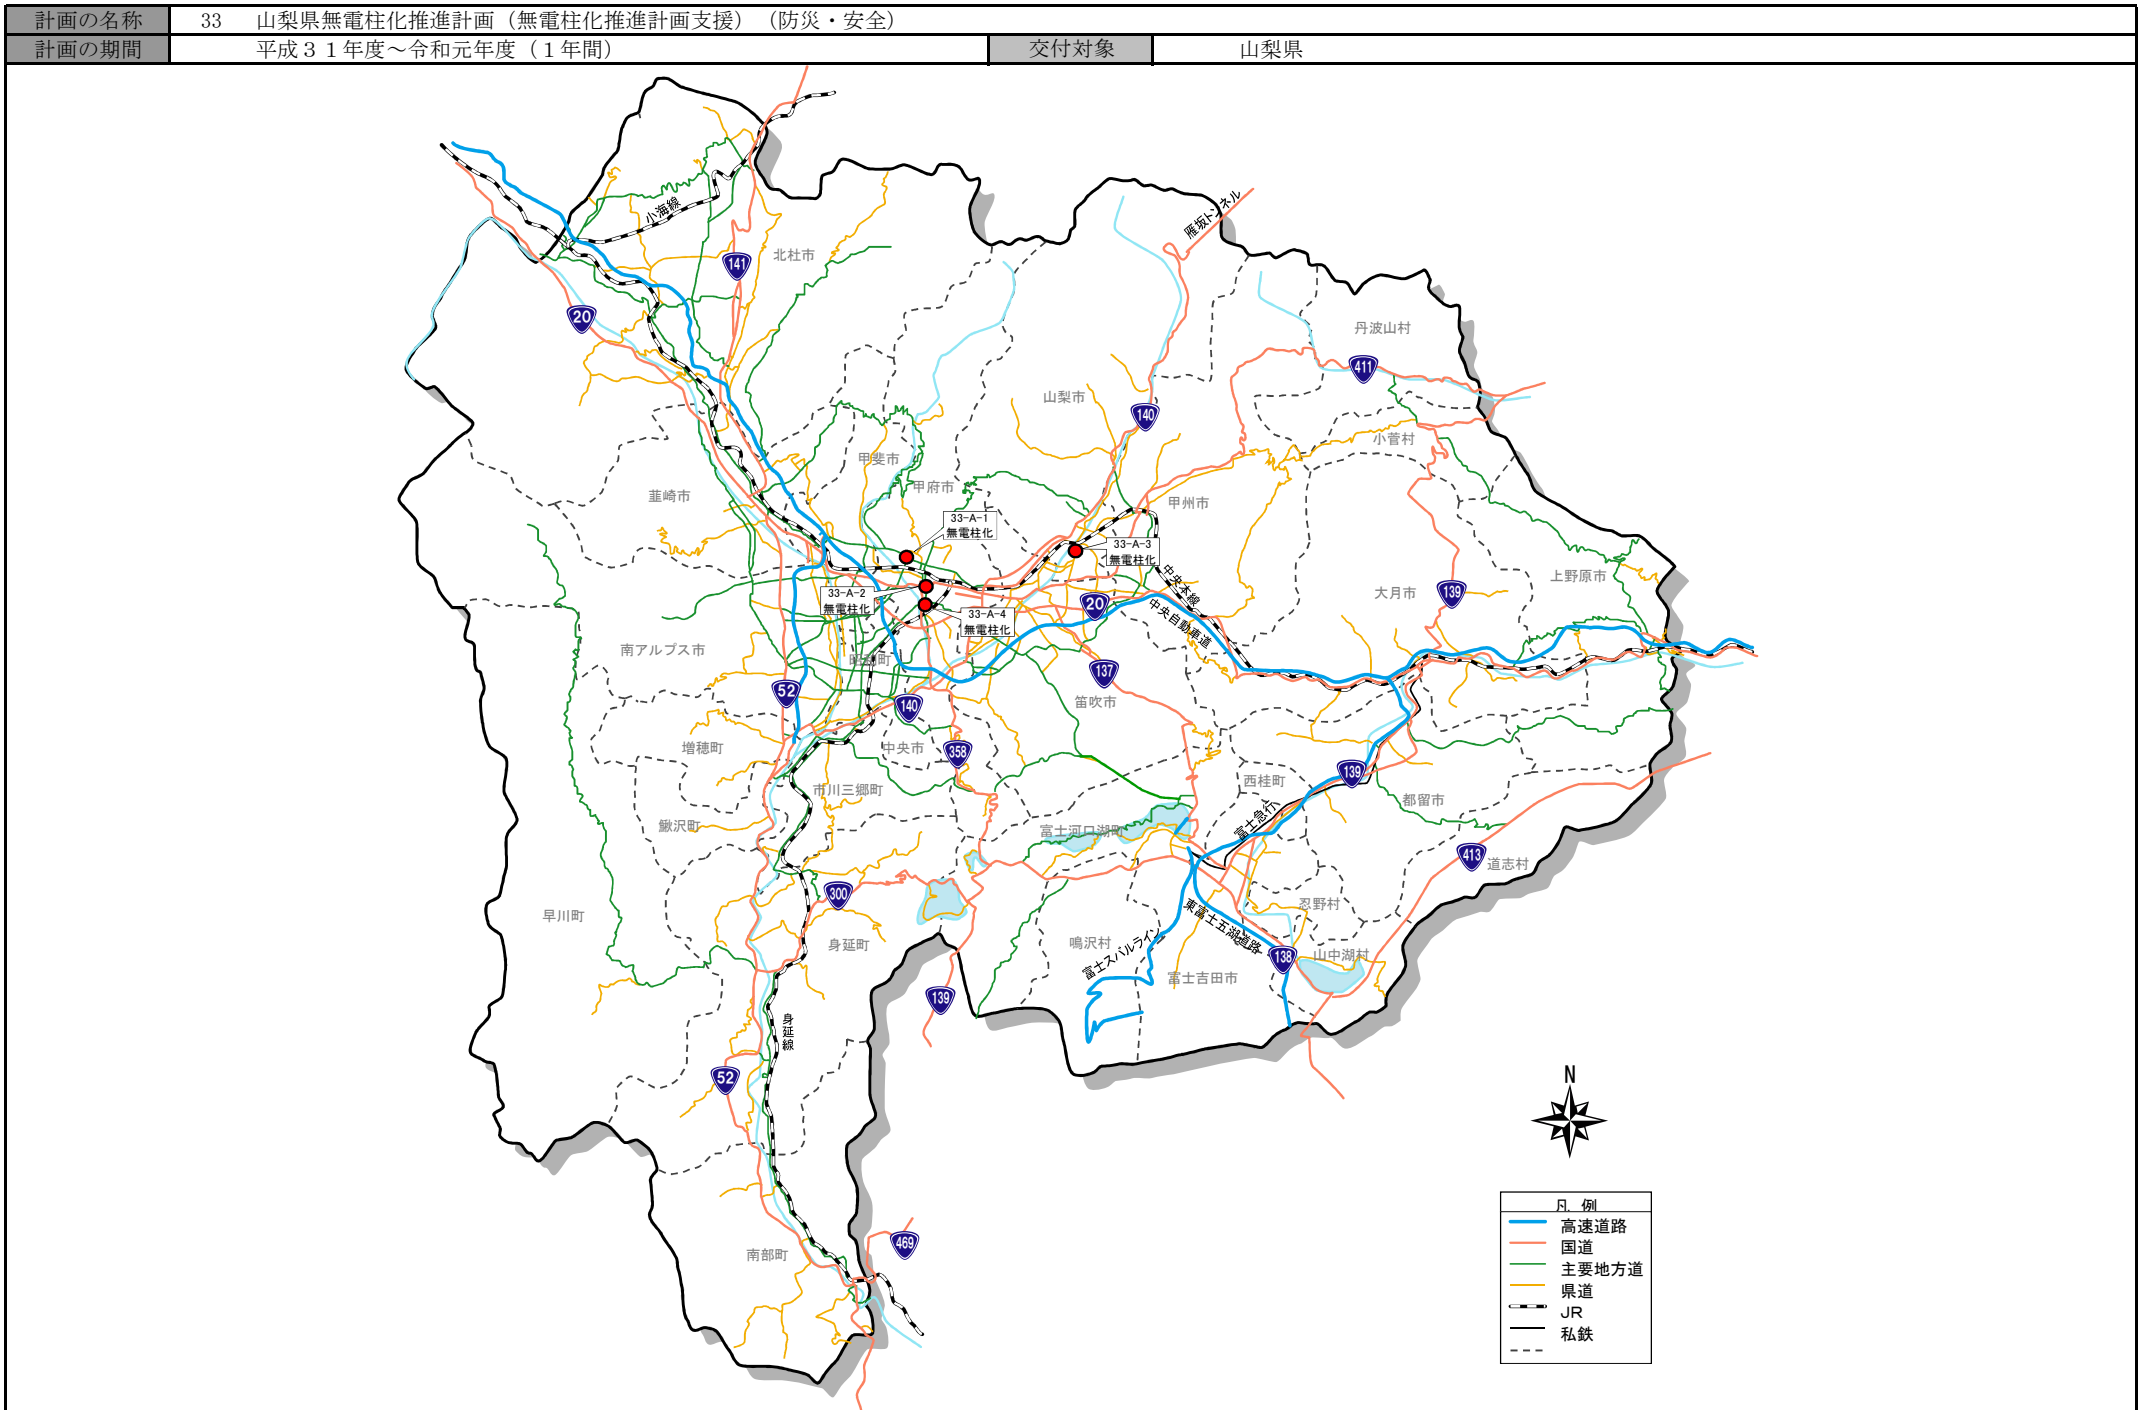 計画の名称 33 山梨県無電柱化推進計画（無電柱化推進計画支援）（防災・安全）
計画の期間 平成３１年度～令和元年度（１年間） 交付対象 山梨県
小海線
雁坂トンネル
141
北杜市
20
丹波山村
411
山梨市
140
小菅村
甲斐市
甲府市
韮崎市
甲州市
33-A-1
無電柱化
33-A-3
無電柱化
中央本線
上野原市
大月市
139
33-A-2
無電柱化
20
中央自動車道
33-A-4
無電柱化
南アルプス市
昭和町
137
52
笛吹市
140
増穂町
中央市
358
139
西桂町
市川三郷町
都留市
富士急行
鰍沢町
富士河口湖町
413
道志村
300
早川町
忍野村
東富士五湖道路
身延町
鳴沢村
富士スバルライン
138
山中湖村
富士吉田市
139
身延線
52
N
南部町
469
凡 例
高速道路
国道
主要地方道
県道
JR
私鉄